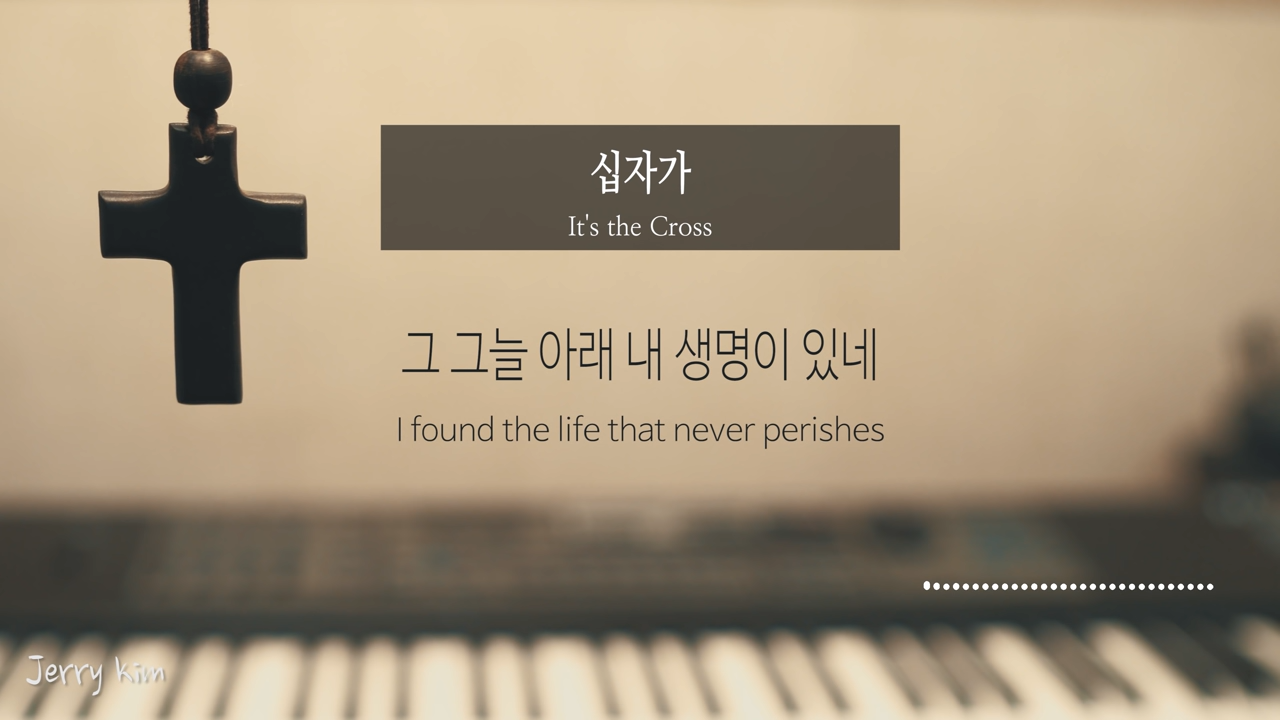 십자가
It's the Cross
그 그늘 아래 내 생명이 있네
I found the life that never perishes
Jerry Kim